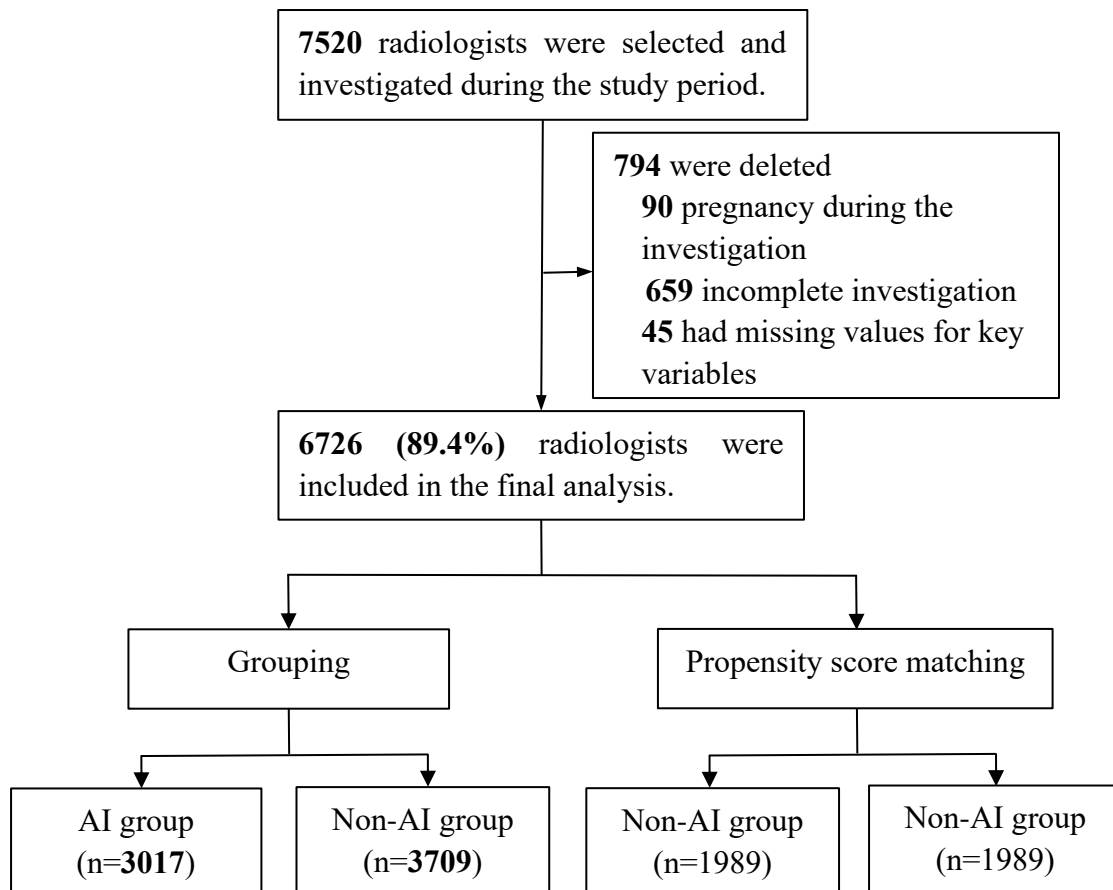 7520 radiologists were selected and
investigated during the study period.
794 were deleted
90 pregnancy during the
investigation
659 incomplete investigation
45 had missing values for key
variables
6726 (89.4%) radiologists were
included in the final analysis.
Grouping
Propensity score matching
AI group
(n=3017)
Non-AI group
(n=3709)
Non-AI group
(n=1989)
Non-AI group
(n=1989)